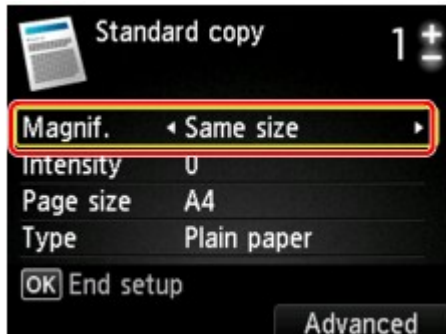 Standard copy
1
Magnif. Same size
Intensity 0
Page size A4
Type Plain paper
OK End setup
Advanced